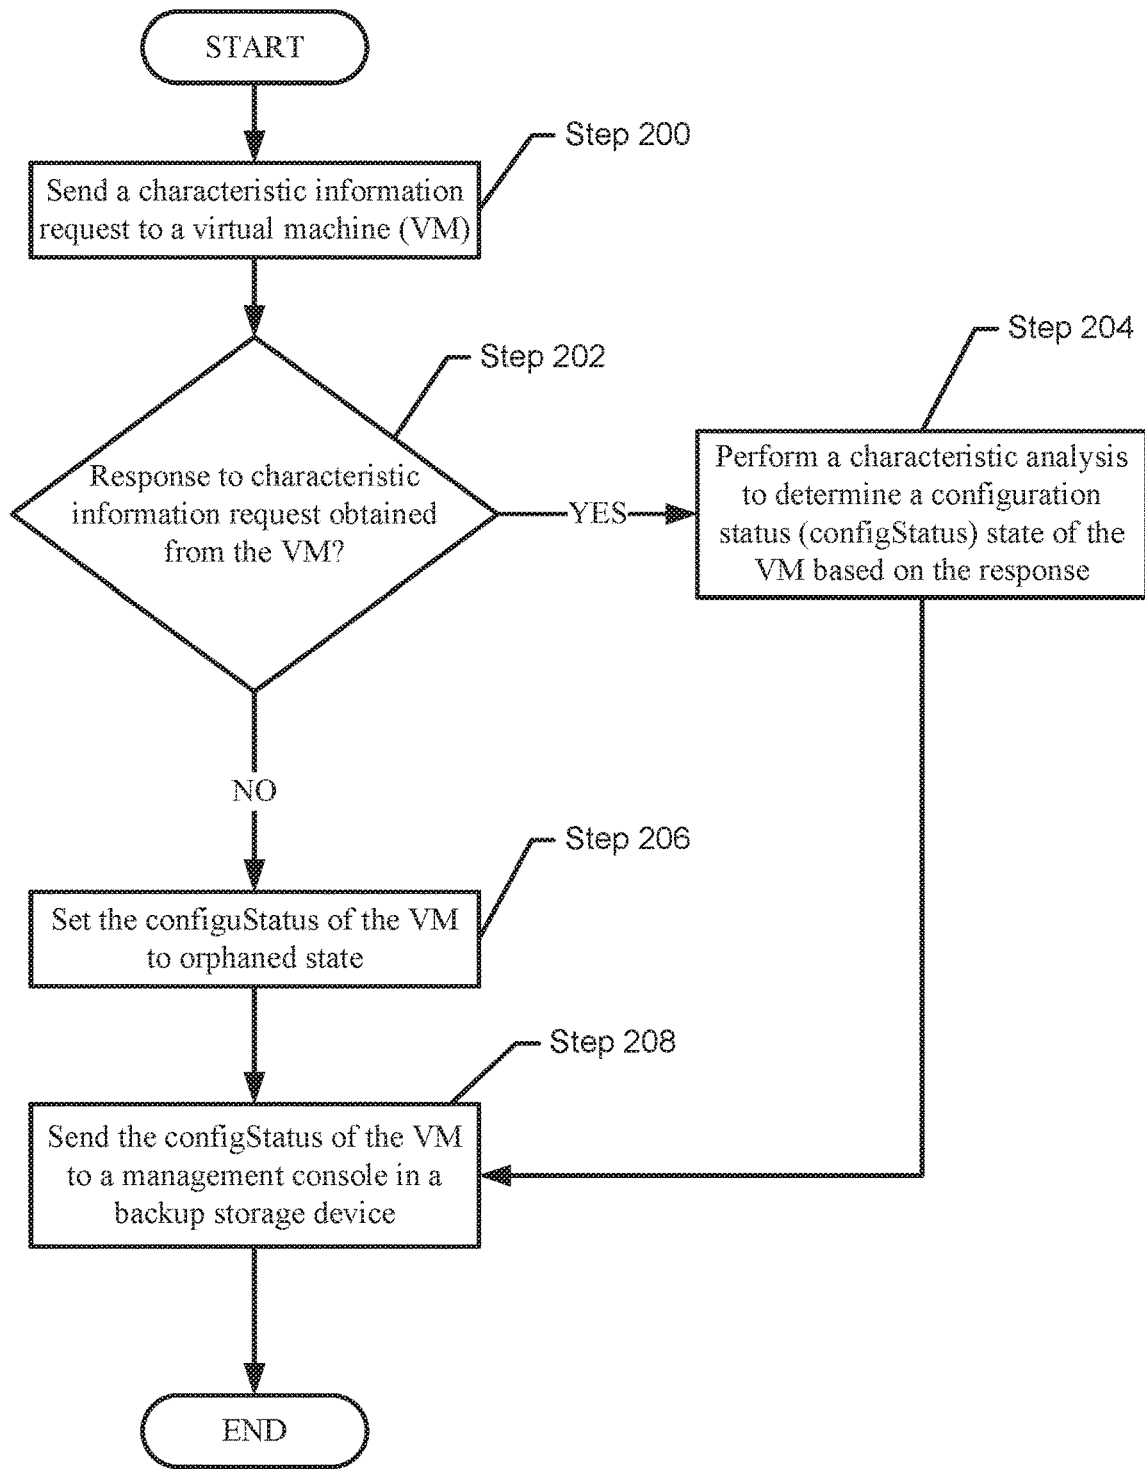 START
Step 200
Send a characteristic information
request to a virtual machine (VM)
Step 202
Response to characteristic
information request obtained
from the VM?
YES
Step 204
Perform a characteristic analysis
to determine a configuration
status (configStatus) state of the
VM based on the response
NO
Step 206
Set the configuStatus of the VM
to orphaned state
Step 208
Send the configStatus of the VM
to a management console in a
backup storage device
END